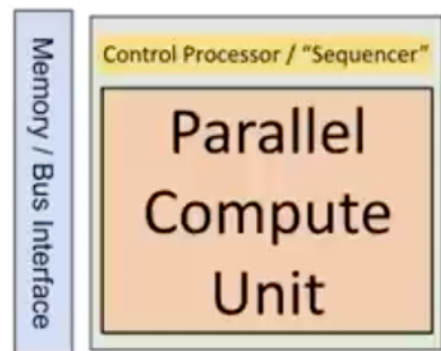 Memory / Bus Interface
Control Processor / “Sequencer”
Parallel
Compute
Unit